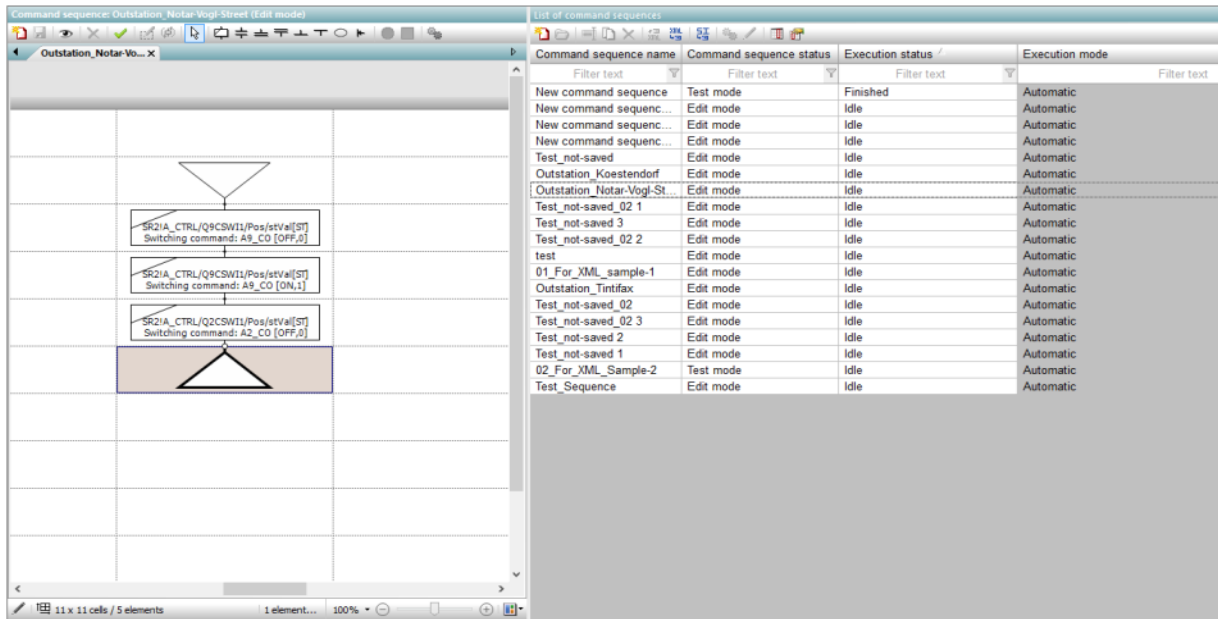 Command sequence: Outstation_Notar-Vogl-Street (Edit mode)
Outstation_Notar-Vo...
SR2!A_CTRL/Q9CSWI1/Pos/stVal[ST]
Switching command: A9_CO [OFF,0]
SR2!A_CTRL/Q9CSWI1/Pos/stVal[ST]
Switching command: A9_CO [ON,1]
SR2!A_CTRL/Q2CSWI1/Pos/stVal[ST]
Switching command: A2_CO [OFF,0]
11 x 11 cells / 5 elements 1 element... 100%
List of command sequences
Command sequence name Command sequence status Execution status Execution mode
Filter text Filter text Filter text Filter text
New command sequence Test mode Finished Automatic
New command sequenc... Edit mode Idle Automatic
New command sequenc... Edit mode Idle Automatic
New command sequenc... Edit mode Idle Automatic
Test_not-saved Edit mode Idle Automatic
Outstation_Koestendorf Edit mode Idle Automatic
Outstation_Notar-Vogl-St... Edit mode Idle Automatic
Test_not-saved_02 1 Edit mode Idle Automatic
Test_not-saved 3 Edit mode Idle Automatic
Test_not-saved_02 2 Edit mode Idle Automatic
test Edit mode Idle Automatic
01_For_XML_sample-1 Edit mode Idle Automatic
Outstation_Tintifax Edit mode Idle Automatic
Test_not-saved_02 Edit mode Idle Automatic
Test_not-saved_02 3 Edit mode Idle Automatic
Test_not-saved 2 Edit mode Idle Automatic
Test_not-saved 1 Edit mode Idle Automatic
02_For_XML_Sample-2 Test mode Idle Automatic
Test_Sequence Edit mode Idle Automatic